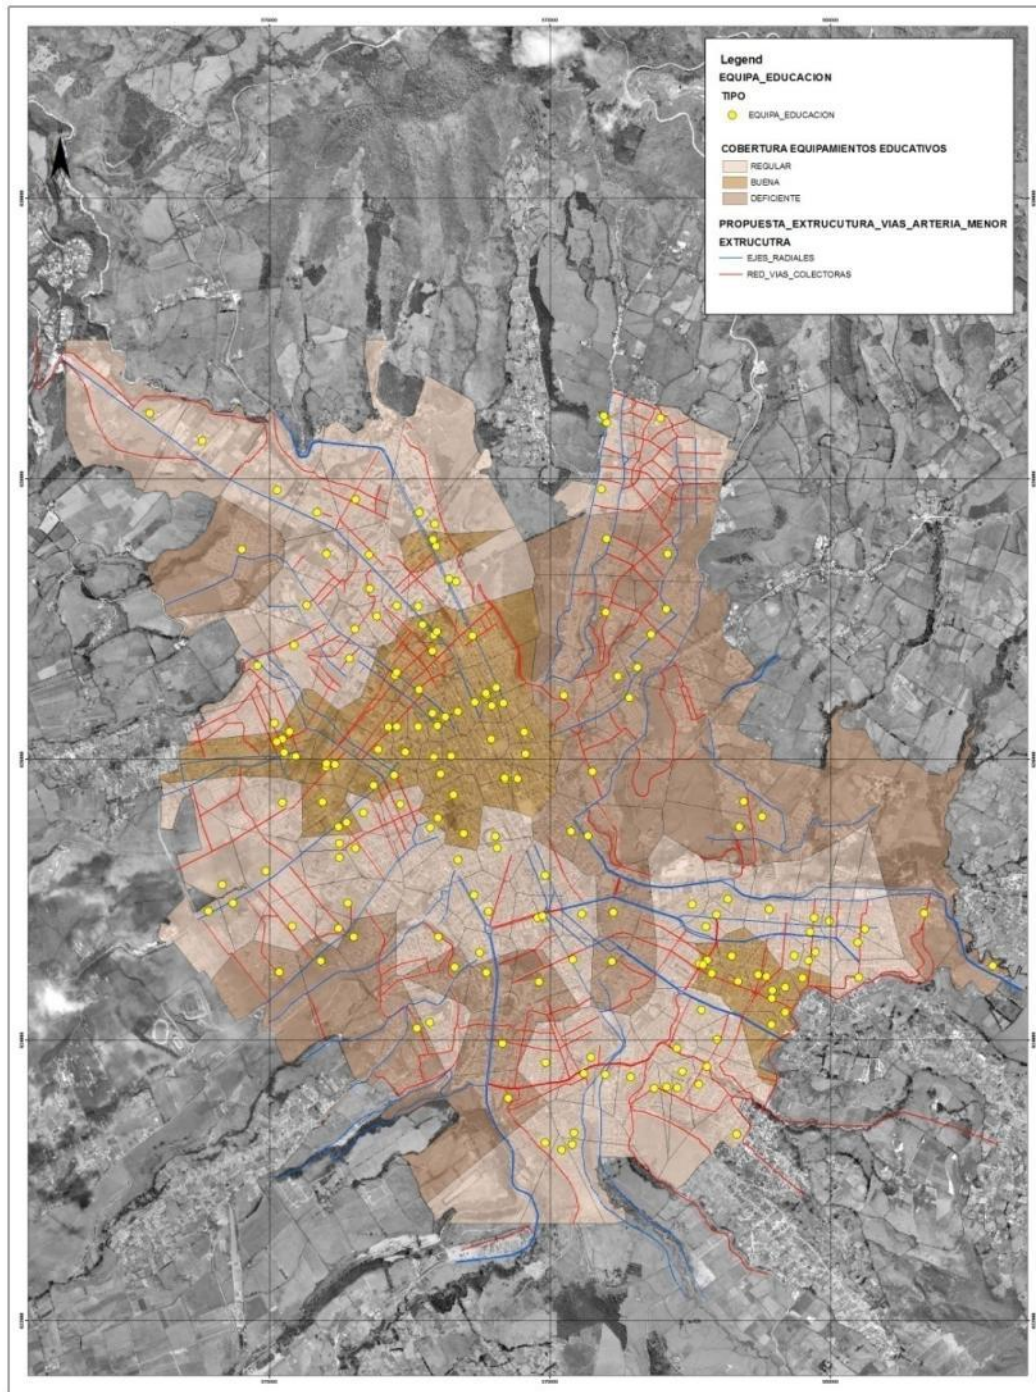 Legend
EQUIPA_EDUCACION
TIPO
EQUIPA_EDUCACION
COBERTURA EQUIPAMIENTOS EDUCATIVOS
REGULAR
BUENA
DEFICIENTE
PROPUESTA_EXTRUCUTURA_VIAS_ARTERIA_MENOR
EXTRUCUTRA
EJES_RADIALES
RED_VIAS_COLECTORAS